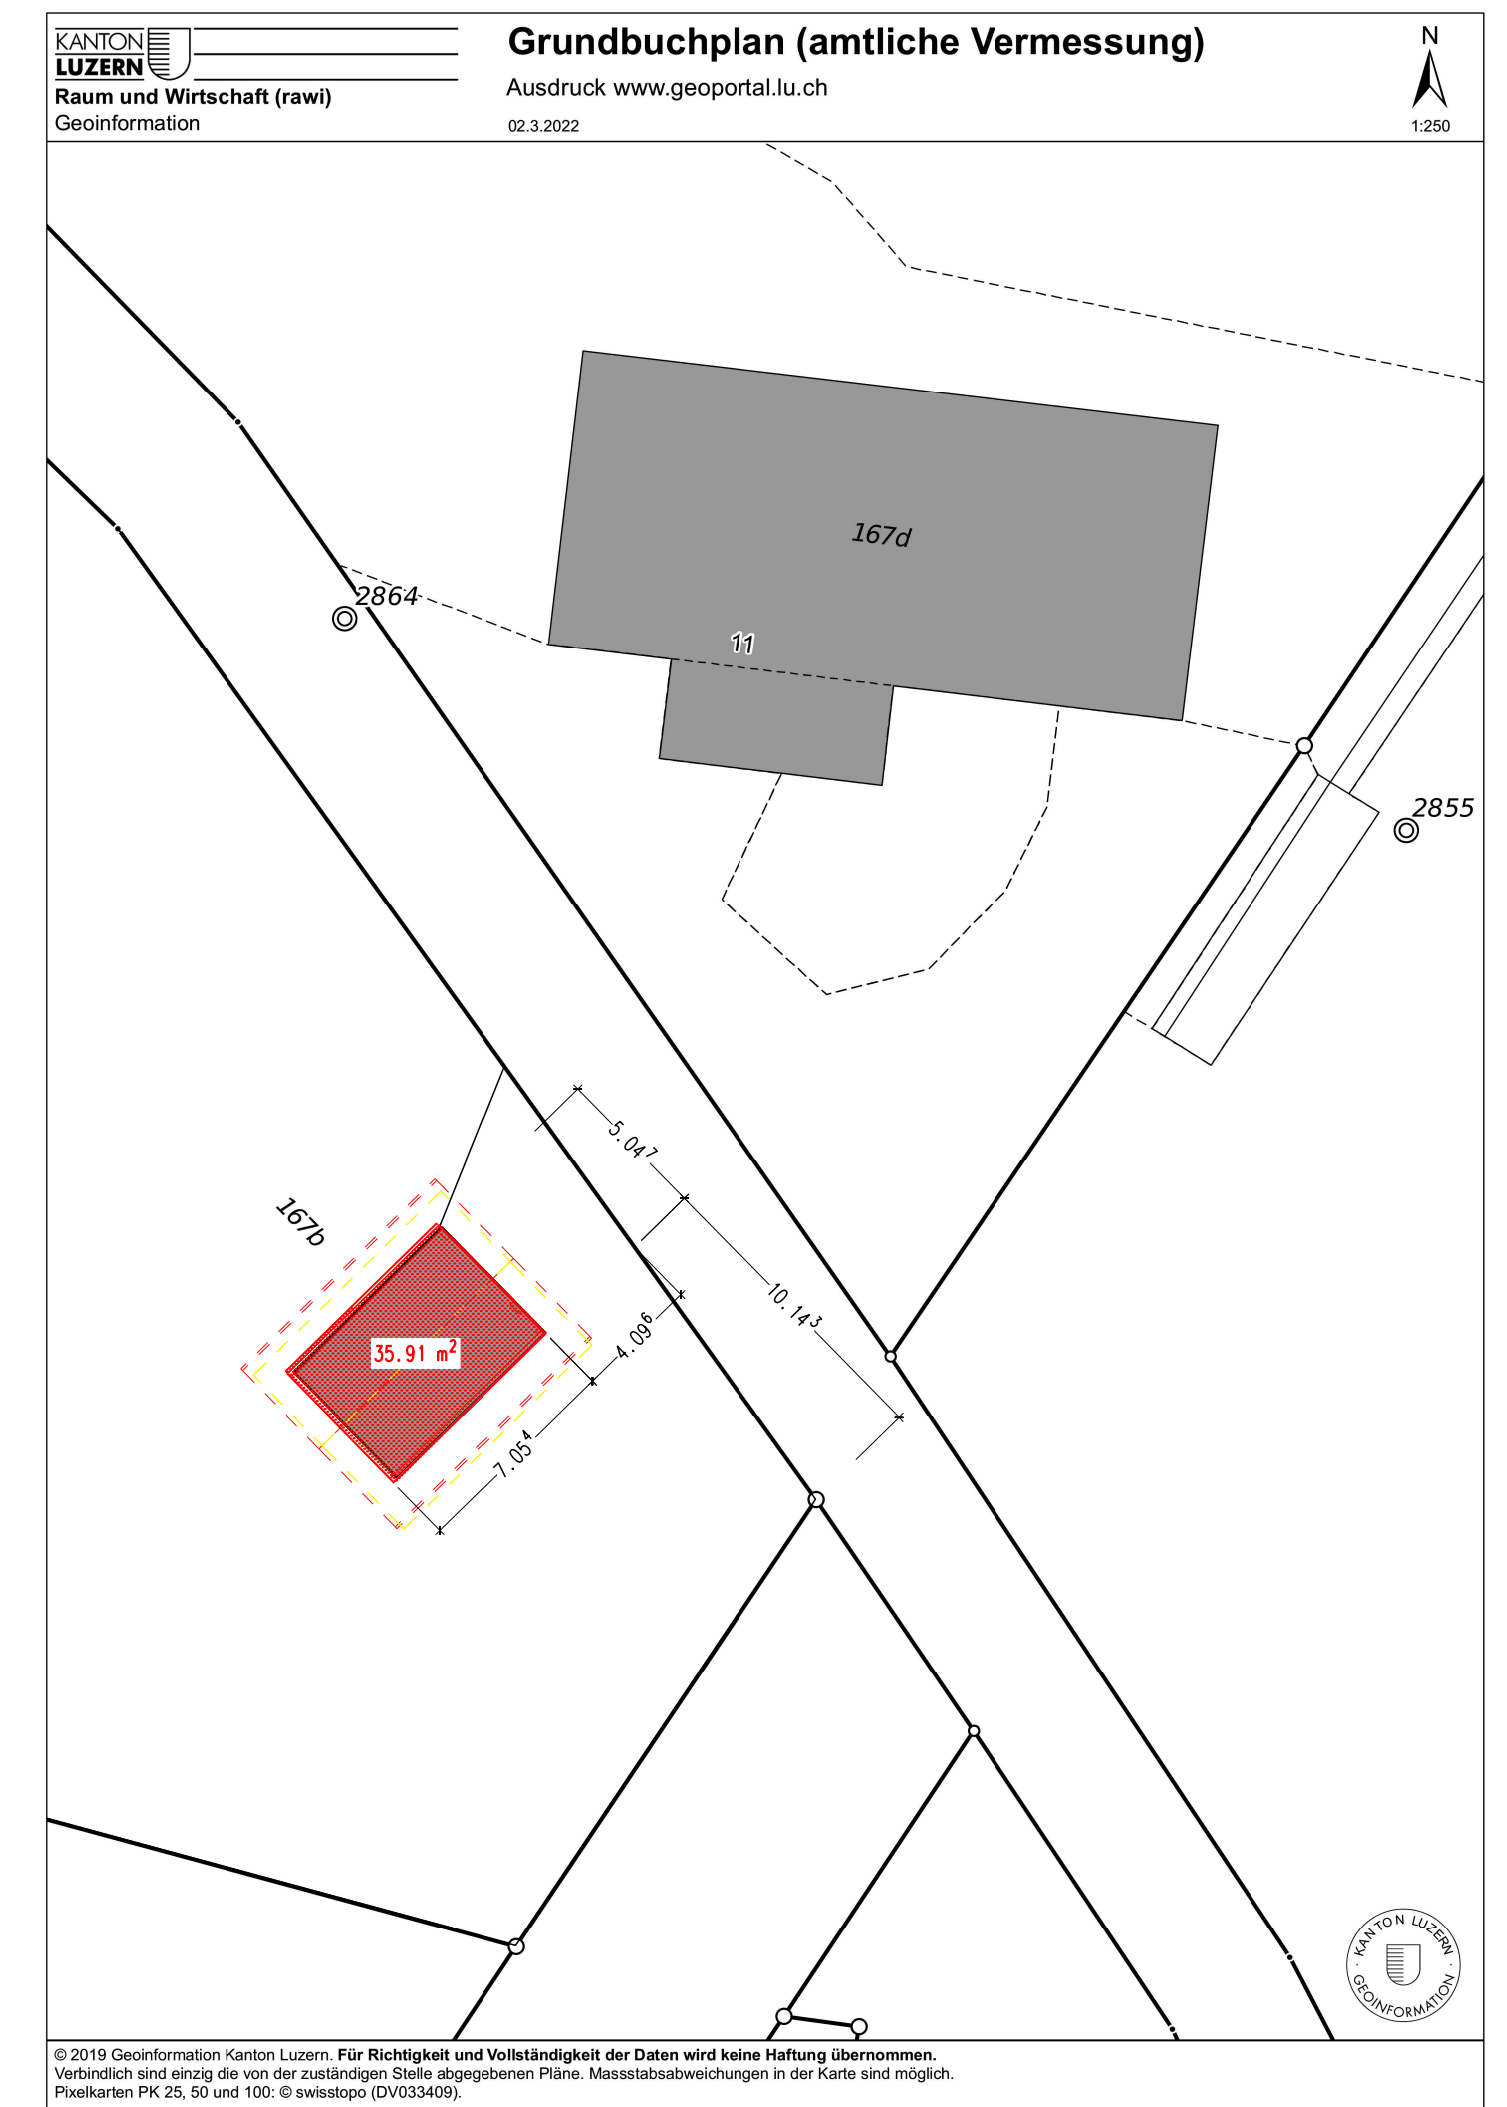 KANTON
LUZERN
Raum und Wirtschaft (rawi)
Geoinformation
Grundbuchplan (amtliche Vermessung)
Ausdruck www.geoportal.lu.ch
02.3.2022
N
1:250
167d
2864
11
2855
5.04⁷
167b
10.14³
4.09⁶
35.91 m²
7.05⁴
· KANTON LUZERN ·
GEOINFORMATION
© 2019 Geoinformation Kanton Luzern. Für Richtigkeit und Vollständigkeit der Daten wird keine Haftung übernommen.
Verbindlich sind einzig die von der zuständigen Stelle abgegebenen Pläne. Massstabsabweichungen in der Karte sind möglich.
Pixelkarten PK 25, 50 und 100: © swisstopo (DV033409).